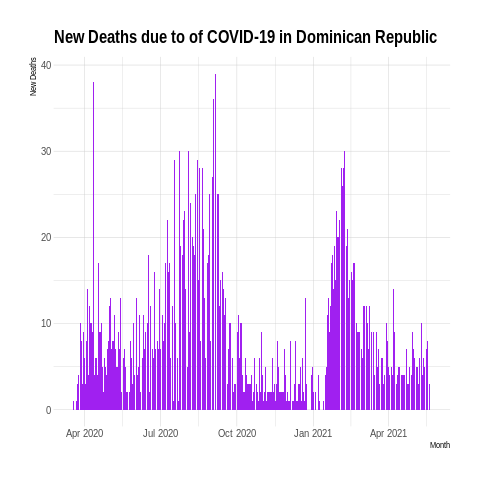 New Deaths due to of COVID-19 in Dominican Republic
New Deaths
40
30
20
10
0
Apr 2020 Jul 2020 Oct 2020 Jan 2021 Apr 2021
Month